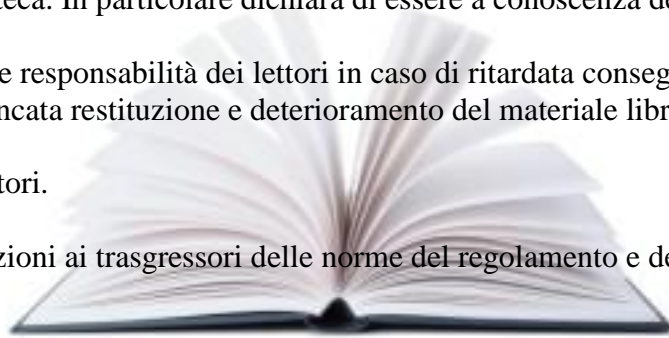 teca. In particolare dichiara di essere a conoscenza de
e responsabilità dei lettori in caso di ritardata conseg
ncata restituzione e deterioramento del materiale libr
tori.
zioni ai trasgressori delle norme del regolamento e de